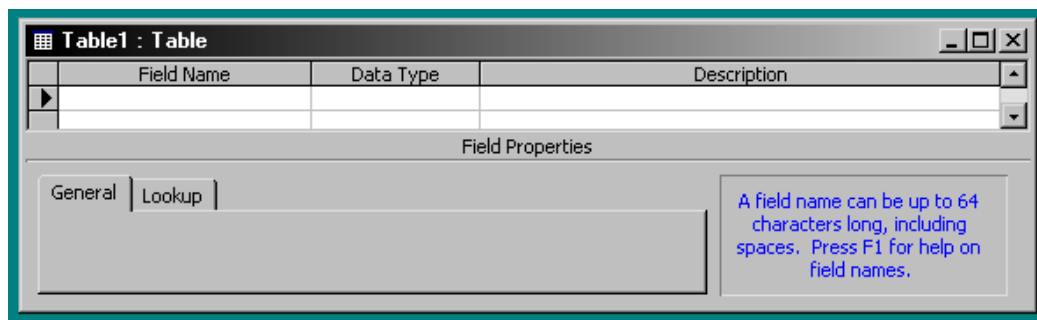 Table1 : Table
Field Name Data Type Description
Field Properties
General Lookup
A field name can be up to 64
characters long, including
spaces. Press F1 for help on
field names.